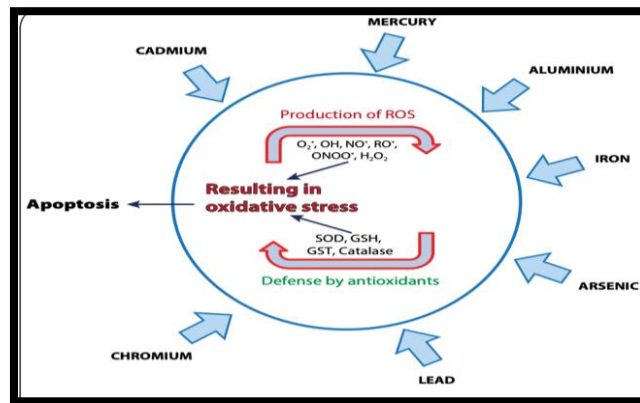 MERCURY
CADMIUM
ALUMINIUM
Production of ROS
O₂•, OH, NO•, RO•,
ONOO•, H₂O₂
IRON
Resulting in
oxidative stress
Apoptosis
SOD, GSH,
GST, Catalase
Defense by antioxidants
ARSENIC
CHROMIUM
LEAD